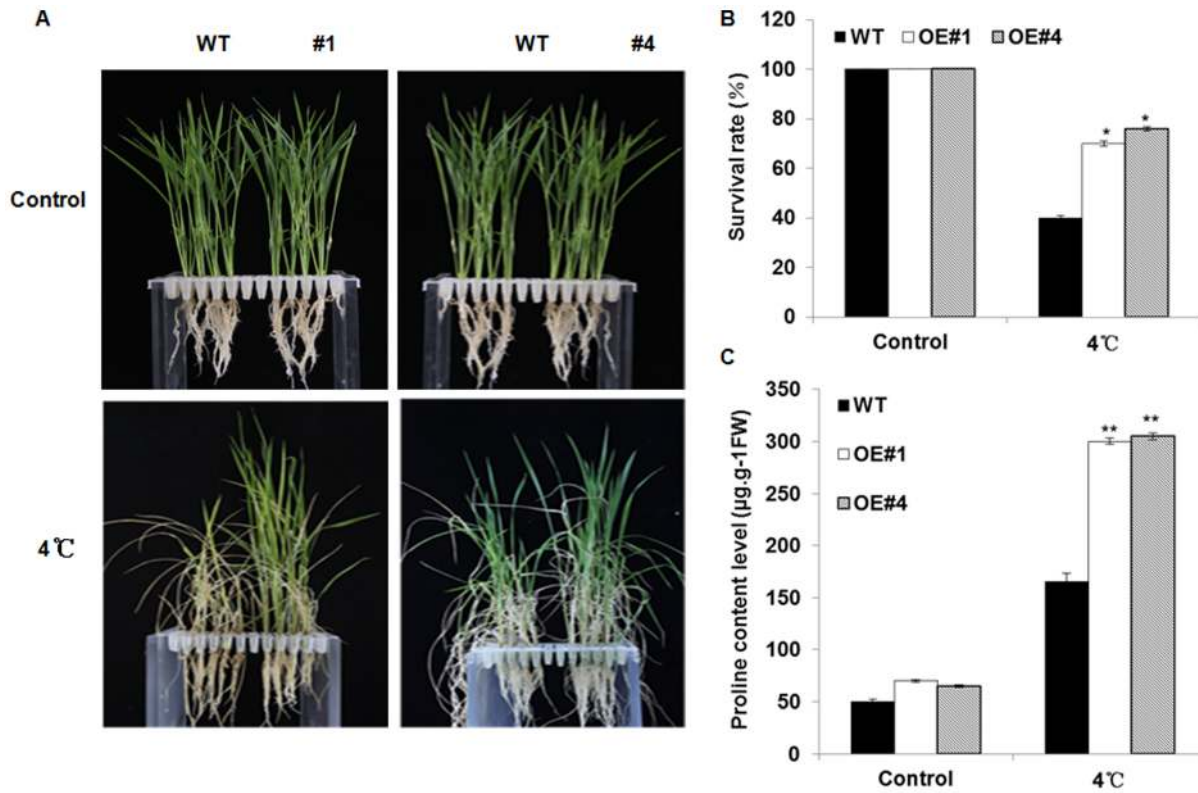 A
WT #1 WT #4
Control
4℃
B
Survival rate (%)
120
100
80
60
40
20
0
WT OE#1 OE#4
* *
Control 4℃
C
Proline content level (µg.g-1FW)
350
300
250
200
150
100
50
0
WT
OE#1
OE#4
** **
Control 4℃